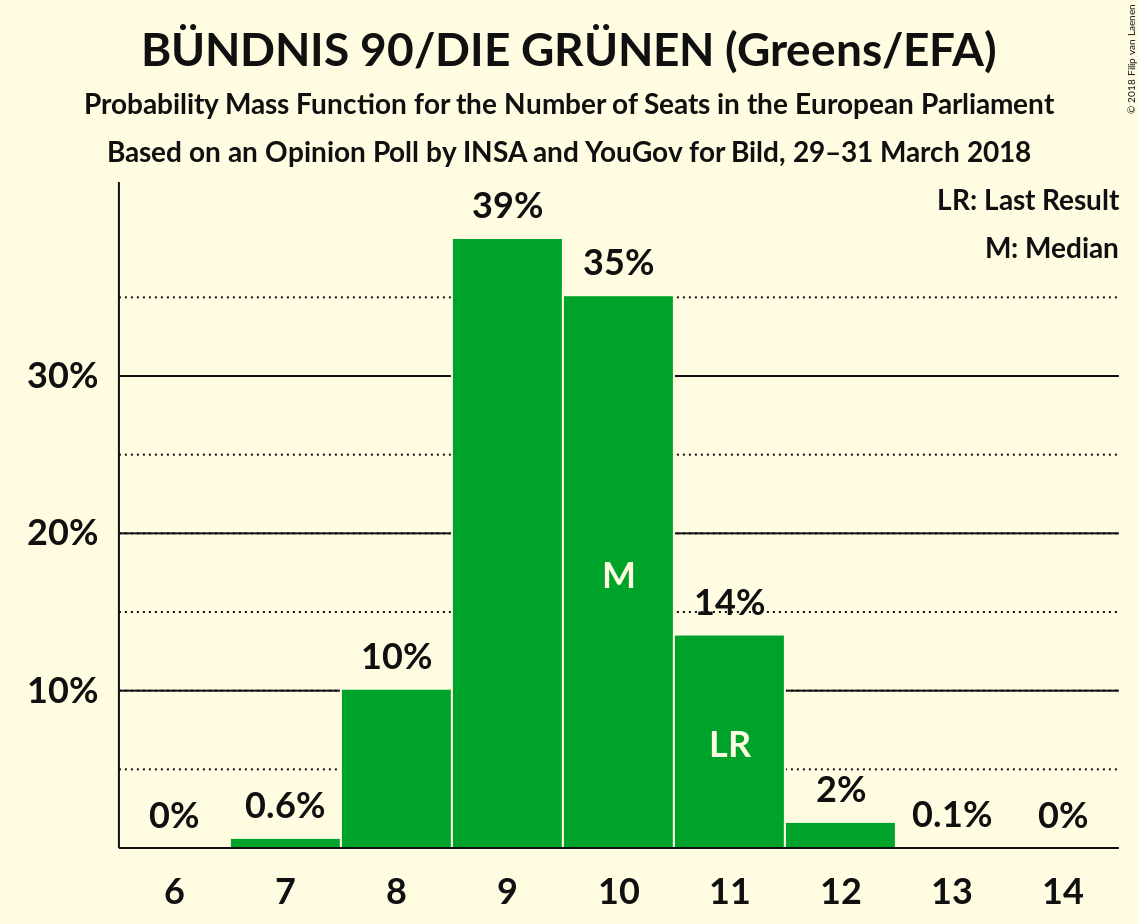 BÜNDNIS 90/DIE GRÜNEN (Greens/EFA)
Probability Mass Function for the Number of Seats in the European Parliament
Based on an Opinion Poll by INSA and YouGov for Bild, 29–31 March 2018
© 2018 Filip van Laenen
LR: Last Result
M: Median
39%
35%
30%
20%
M
14%
10%
10%
LR
0%
0.6%
2%
0.1%
0%
6 7 8 9 10 11 12 13 14